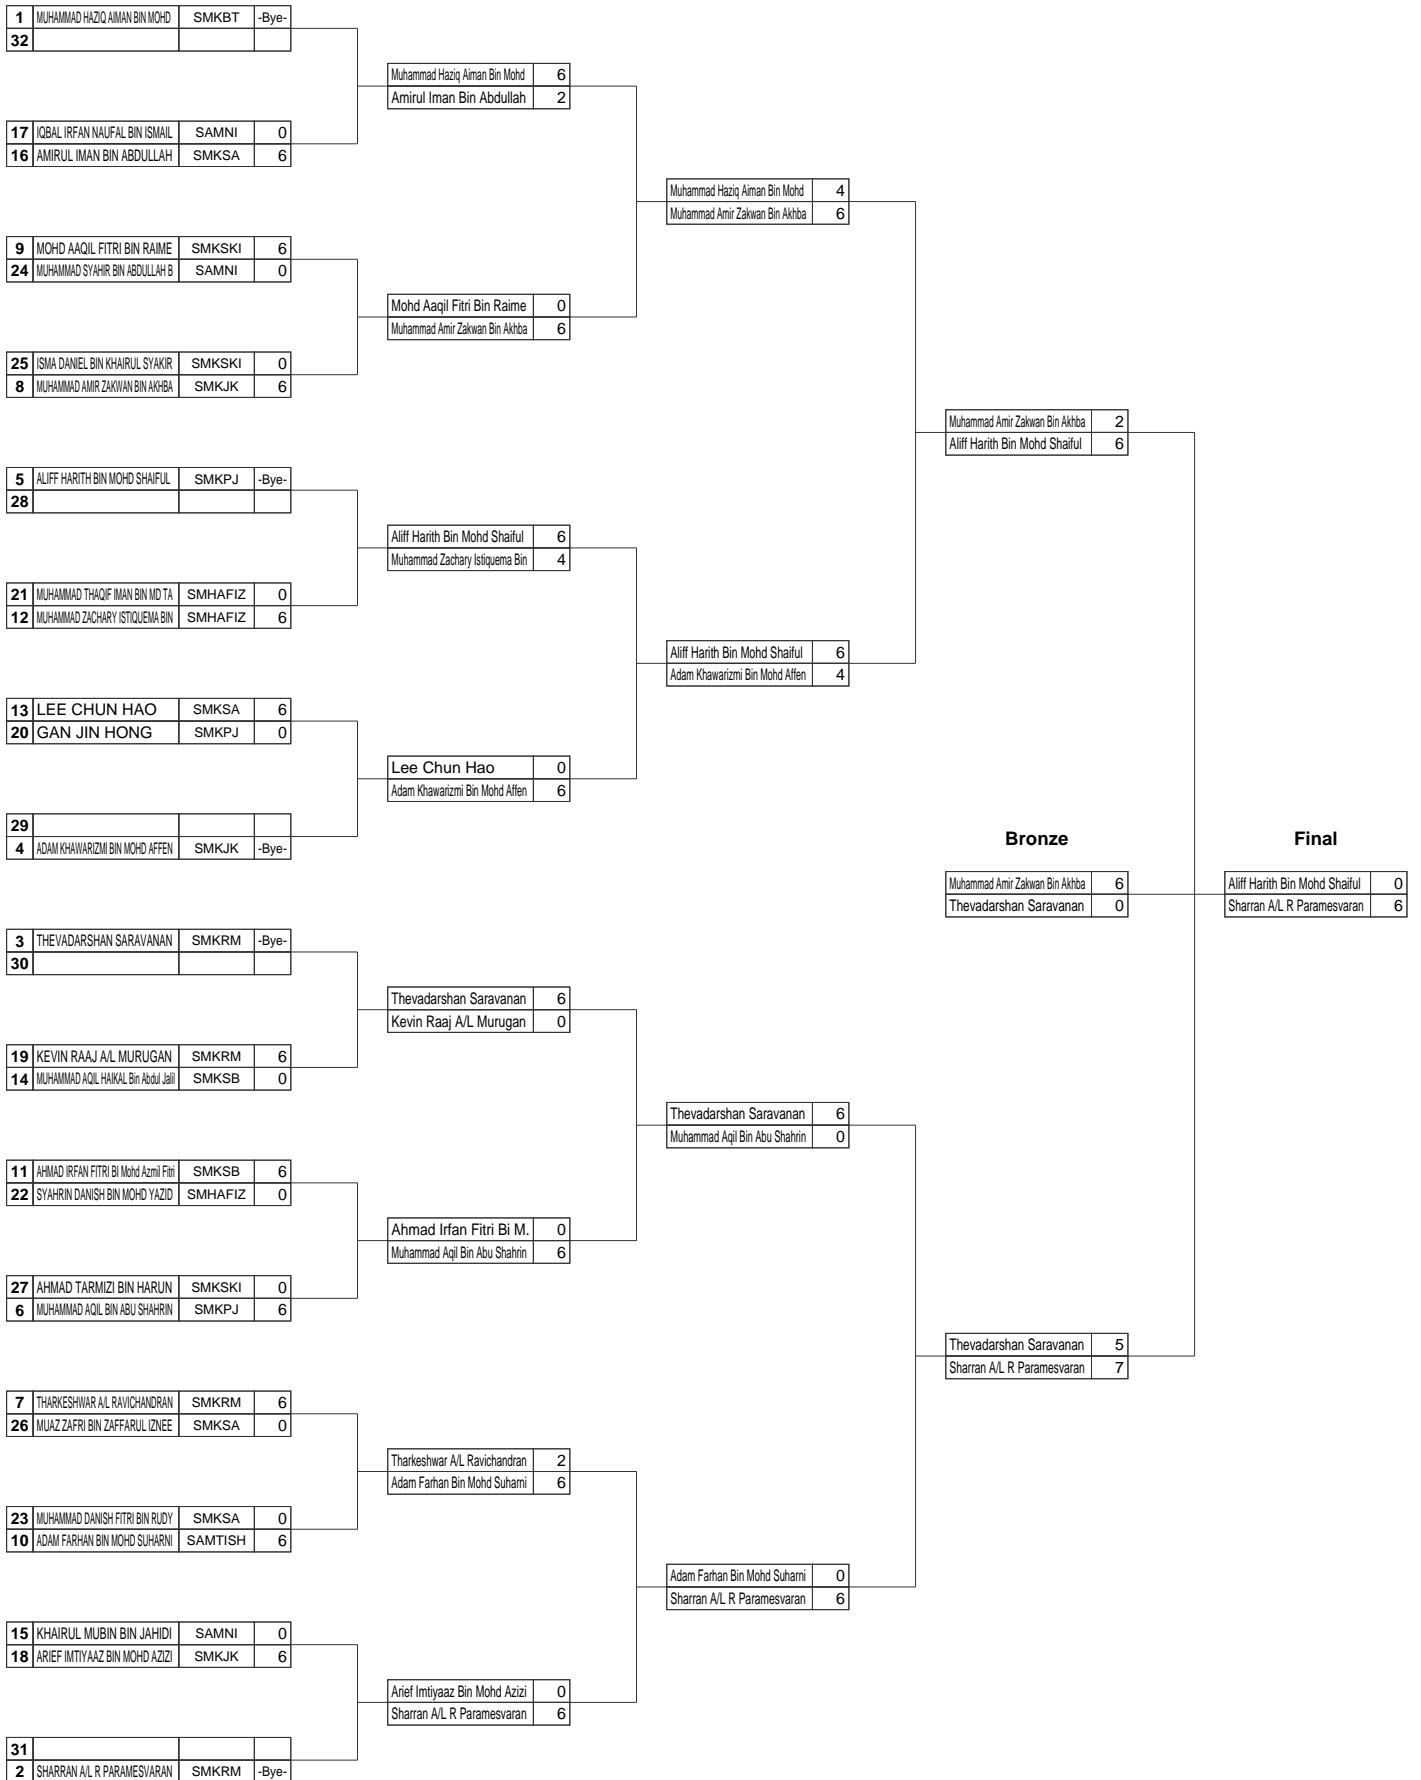 1 MUHAMMAD HAZIQ AIMAN BIN MOHD SMKBT -Bye-
32
Muhammad Haziq Aiman Bin Mohd 6
Amirul Iman Bin Abdullah 2
17 IQBAL IRFAN NAUFAL BIN ISMAIL SAMNI 0
16 AMIRUL IMAN BIN ABDULLAH SMKSA 6
Muhammad Haziq Aiman Bin Mohd 4
Muhammad Amir Zakwan Bin Akhba 6
9 MOHD AAQIL FITRI BIN RAIME SMKSKI 6
24 MUHAMMAD SYAHIR BIN ABDULLAH B SAMNI 0
Mohd Aaqil Fitri Bin Raime 0
Muhammad Amir Zakwan Bin Akhba 6
25 ISMA DANIEL BIN KHAIRUL SYAKIR SMKSKI 0
8 MUHAMMAD AMIR ZAKWAN BIN AKHBA SMKJK 6
Muhammad Amir Zakwan Bin Akhba 2
Aliff Harith Bin Mohd Shaiful 6
5 ALIFF HARITH BIN MOHD SHAIFUL SMKPJ -Bye-
28
Aliff Harith Bin Mohd Shaiful 6
Muhammad Zachary Istiquema Bin 4
21 MUHAMMAD THAQIF IMAN BIN MD TA SMHAFIZ 0
12 MUHAMMAD ZACHARY ISTIQUEMA BIN SMHAFIZ 6
Aliff Harith Bin Mohd Shaiful 6
Adam Khawarizmi Bin Mohd Affen 4
13 LEE CHUN HAO SMKSA 6
20 GAN JIN HONG SMKPJ 0
Lee Chun Hao 0
Adam Khawarizmi Bin Mohd Affen 6
29
4 ADAM KHAWARIZMI BIN MOHD AFFEN SMKJK -Bye-
Bronze Final
Muhammad Amir Zakwan Bin Akhba 6 Aliff Harith Bin Mohd Shaiful 0
Thevadarshan Saravanan 0 Sharran A/L R Paramesvaran 6
3 THEVADARSHAN SARAVANAN SMKRM -Bye-
30
Thevadarshan Saravanan 6
Kevin Raaj A/L Murugan 0
19 KEVIN RAAJ A/L MURUGAN SMKRM 6
14 MUHAMMAD AQIL HAIKAL Bin Abdul Jalil SMKSB 0
Thevadarshan Saravanan 6
Muhammad Aqil Bin Abu Shahrin 0
11 AHMAD IRFAN FITRI BI Mohd Azmil Fitri SMKSB 6
22 SYAHRIN DANISH BIN MOHD YAZID SMHAFIZ 0
Ahmad Irfan Fitri Bi M. 0
Muhammad Aqil Bin Abu Shahrin 6
27 AHMAD TARMIZI BIN HARUN SMKSKI 0
6 MUHAMMAD AQIL BIN ABU SHAHRIN SMKPJ 6
Thevadarshan Saravanan 5
Sharran A/L R Paramesvaran 7
7 THARKESHWAR A/L RAVICHANDRAN SMKRM 6
26 MUAZ ZAFRI BIN ZAFFARUL IZNEE SMKSA 0
Tharkeshwar A/L Ravichandran 2
Adam Farhan Bin Mohd Suharni 6
23 MUHAMMAD DANISH FITRI BIN RUDY SMKSA 0
10 ADAM FARHAN BIN MOHD SUHARNI SAMTISH 6
Adam Farhan Bin Mohd Suharni 0
Sharran A/L R Paramesvaran 6
15 KHAIRUL MUBIN BIN JAHIDI SAMNI 0
18 ARIEF IMTIYAAZ BIN MOHD AZIZI SMKJK 6
Arief Imtiyaaz Bin Mohd Azizi 0
Sharran A/L R Paramesvaran 6
31
2 SHARRAN A/L R PARAMESVARAN SMKRM -Bye-